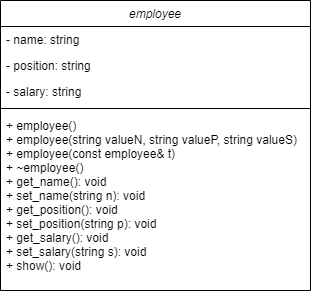 employee
- name: string
- position: string
- salary: string
+ employee()
+ employee(string valueN, string valueP, string valueS)
+ employee(const employee& t)
+ ~employee()
+ get_name(): void
+ set_name(string n): void
+ get_position(): void
+ set_position(string p): void
+ get_salary(): void
+ set_salary(string s): void
+ show(): void